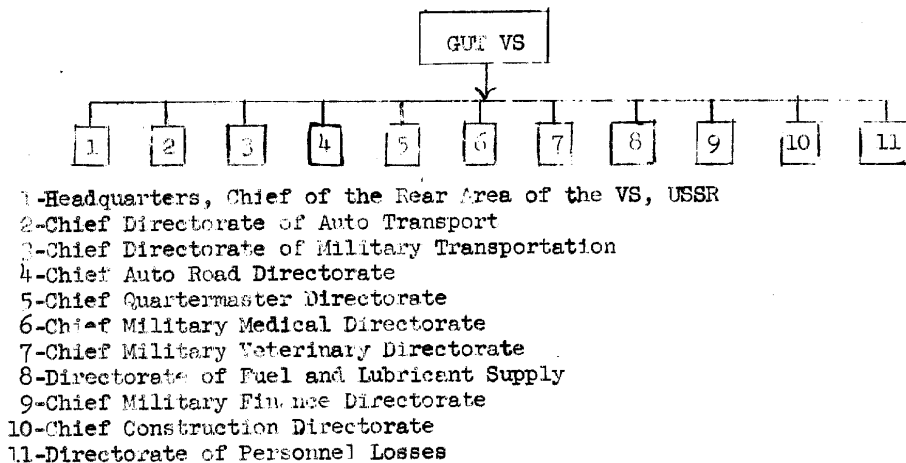 GUT VS
1 2 3 4 5 6 7 8 9 10 11
1-Headquarters, Chief of the Rear Area of the VS, USSR
2-Chief Directorate of Auto Transport
3-Chief Directorate of Military Transportation
4-Chief Auto Road Directorate
5-Chief Quartermaster Directorate
6-Chief Military Medical Directorate
7-Chief Military Veterinary Directorate
8-Directorate of Fuel and Lubricant Supply
9-Chief Military Finance Directorate
10-Chief Construction Directorate
11-Directorate of Personnel Losses